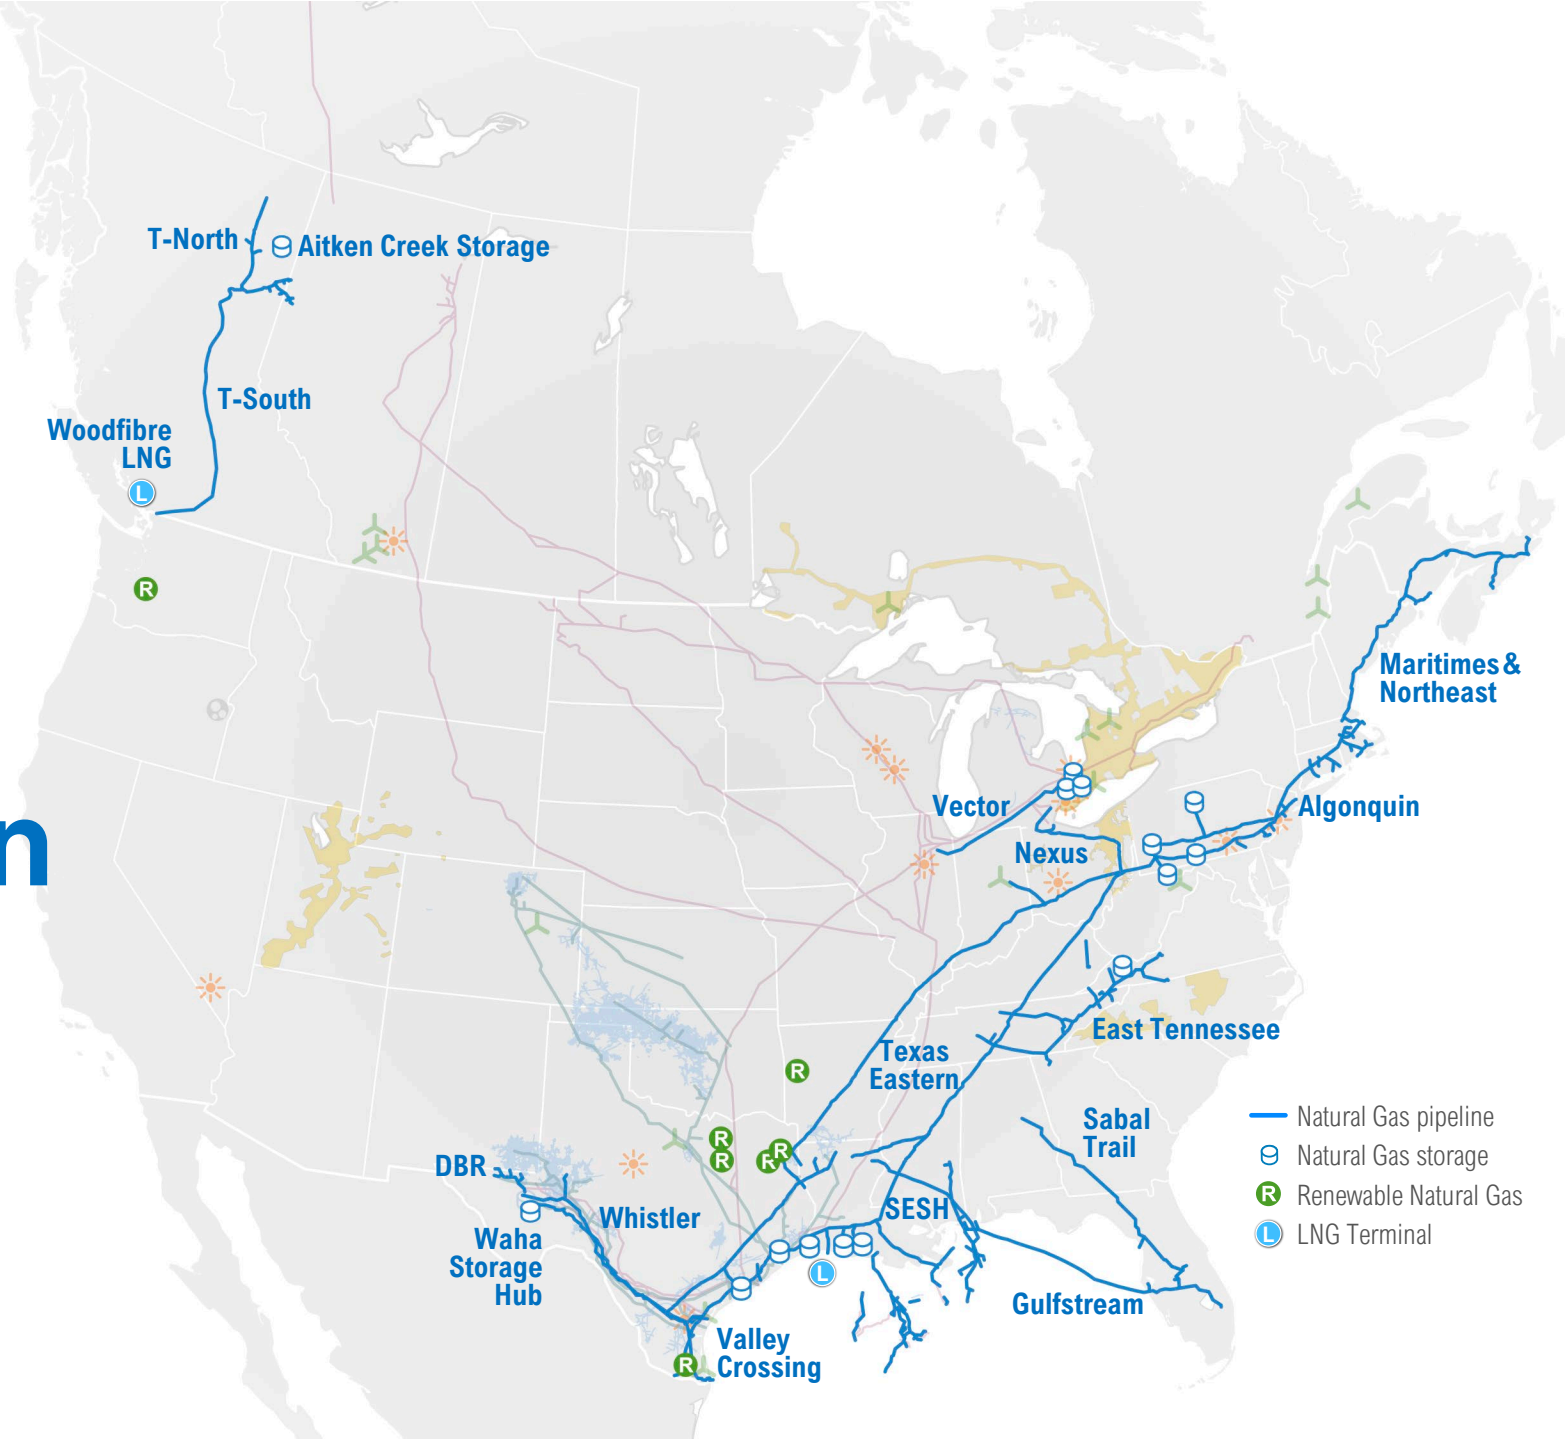 T-North
Aitken Creek Storage
T-South
Woodfibre
LNG
L
R
n
Maritimes &
Northeast
Vector
Algonquin
Nexus
East Tennessee
Texas
Eastern
R
Sabal
Trail
R
R
R
R
DBR
Whistler
SESH
Waha
Storage
Hub
L
Gulfstream
Valley
Crossing
R
Natural Gas pipeline
Natural Gas storage
R Renewable Natural Gas
L LNG Terminal